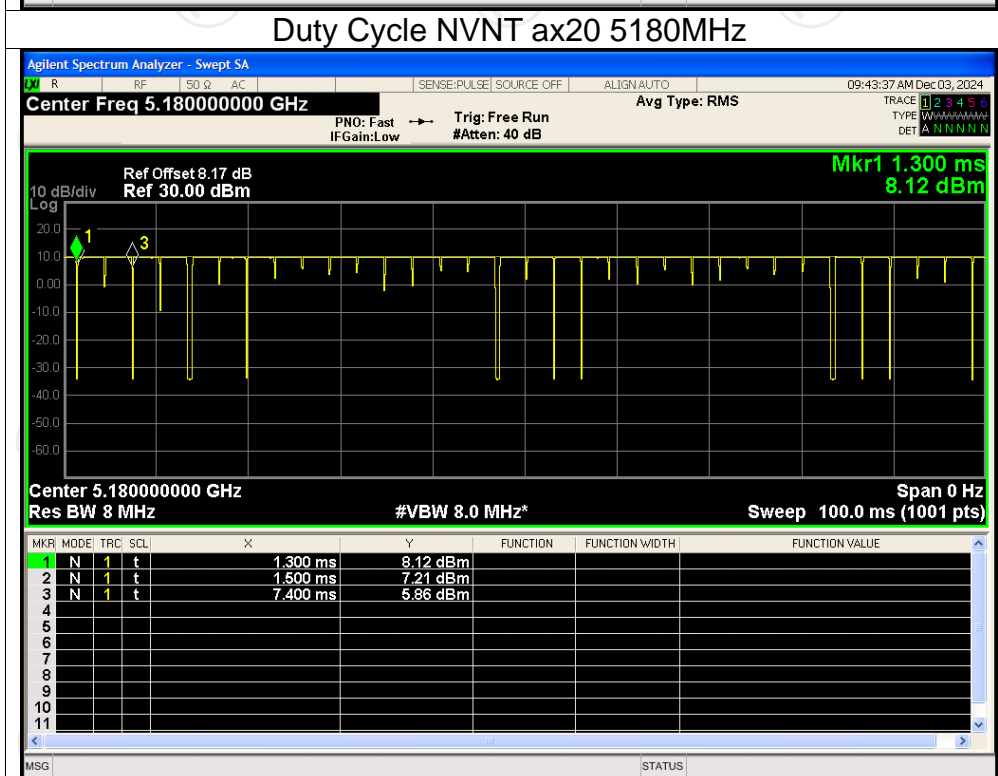 Duty Cycle NVNT ax20 5180MHz
Agilent Spectrum Analyzer - Swept SA
LXI R RF 50 Ω AC SENSE:PULSE SOURCE OFF ALIGN AUTO 09:43:37 AM Dec 03, 2024
Center Freq 5.180000000 GHz Avg Type: RMS TRACE 1 2 3 4 5 6
PNO: Fast Trig: Free Run TYPE WWWWWW
IFGain:Low #Atten: 40 dB DET A N N N N N
Mkr1 1.300 ms
Ref Offset 8.17 dB
10 dB/div Ref 30.00 dBm 8.12 dBm
Log
20.0
1
3
10.0
0.00
-10.0
-20.0
-30.0
-40.0
-50.0
-60.0
Center 5.180000000 GHz Span 0 Hz
Res BW 8 MHz #VBW 8.0 MHz* Sweep 100.0 ms (1001 pts)
MKR MODE TRC SCL X Y FUNCTION FUNCTION WIDTH FUNCTION VALUE
1 N 1 t 1.300 ms 8.12 dBm
2 N 1 t 1.500 ms 7.21 dBm
3 N 1 t 7.400 ms 5.86 dBm
4
5
6
7
8
9
10
11
MSG STATUS